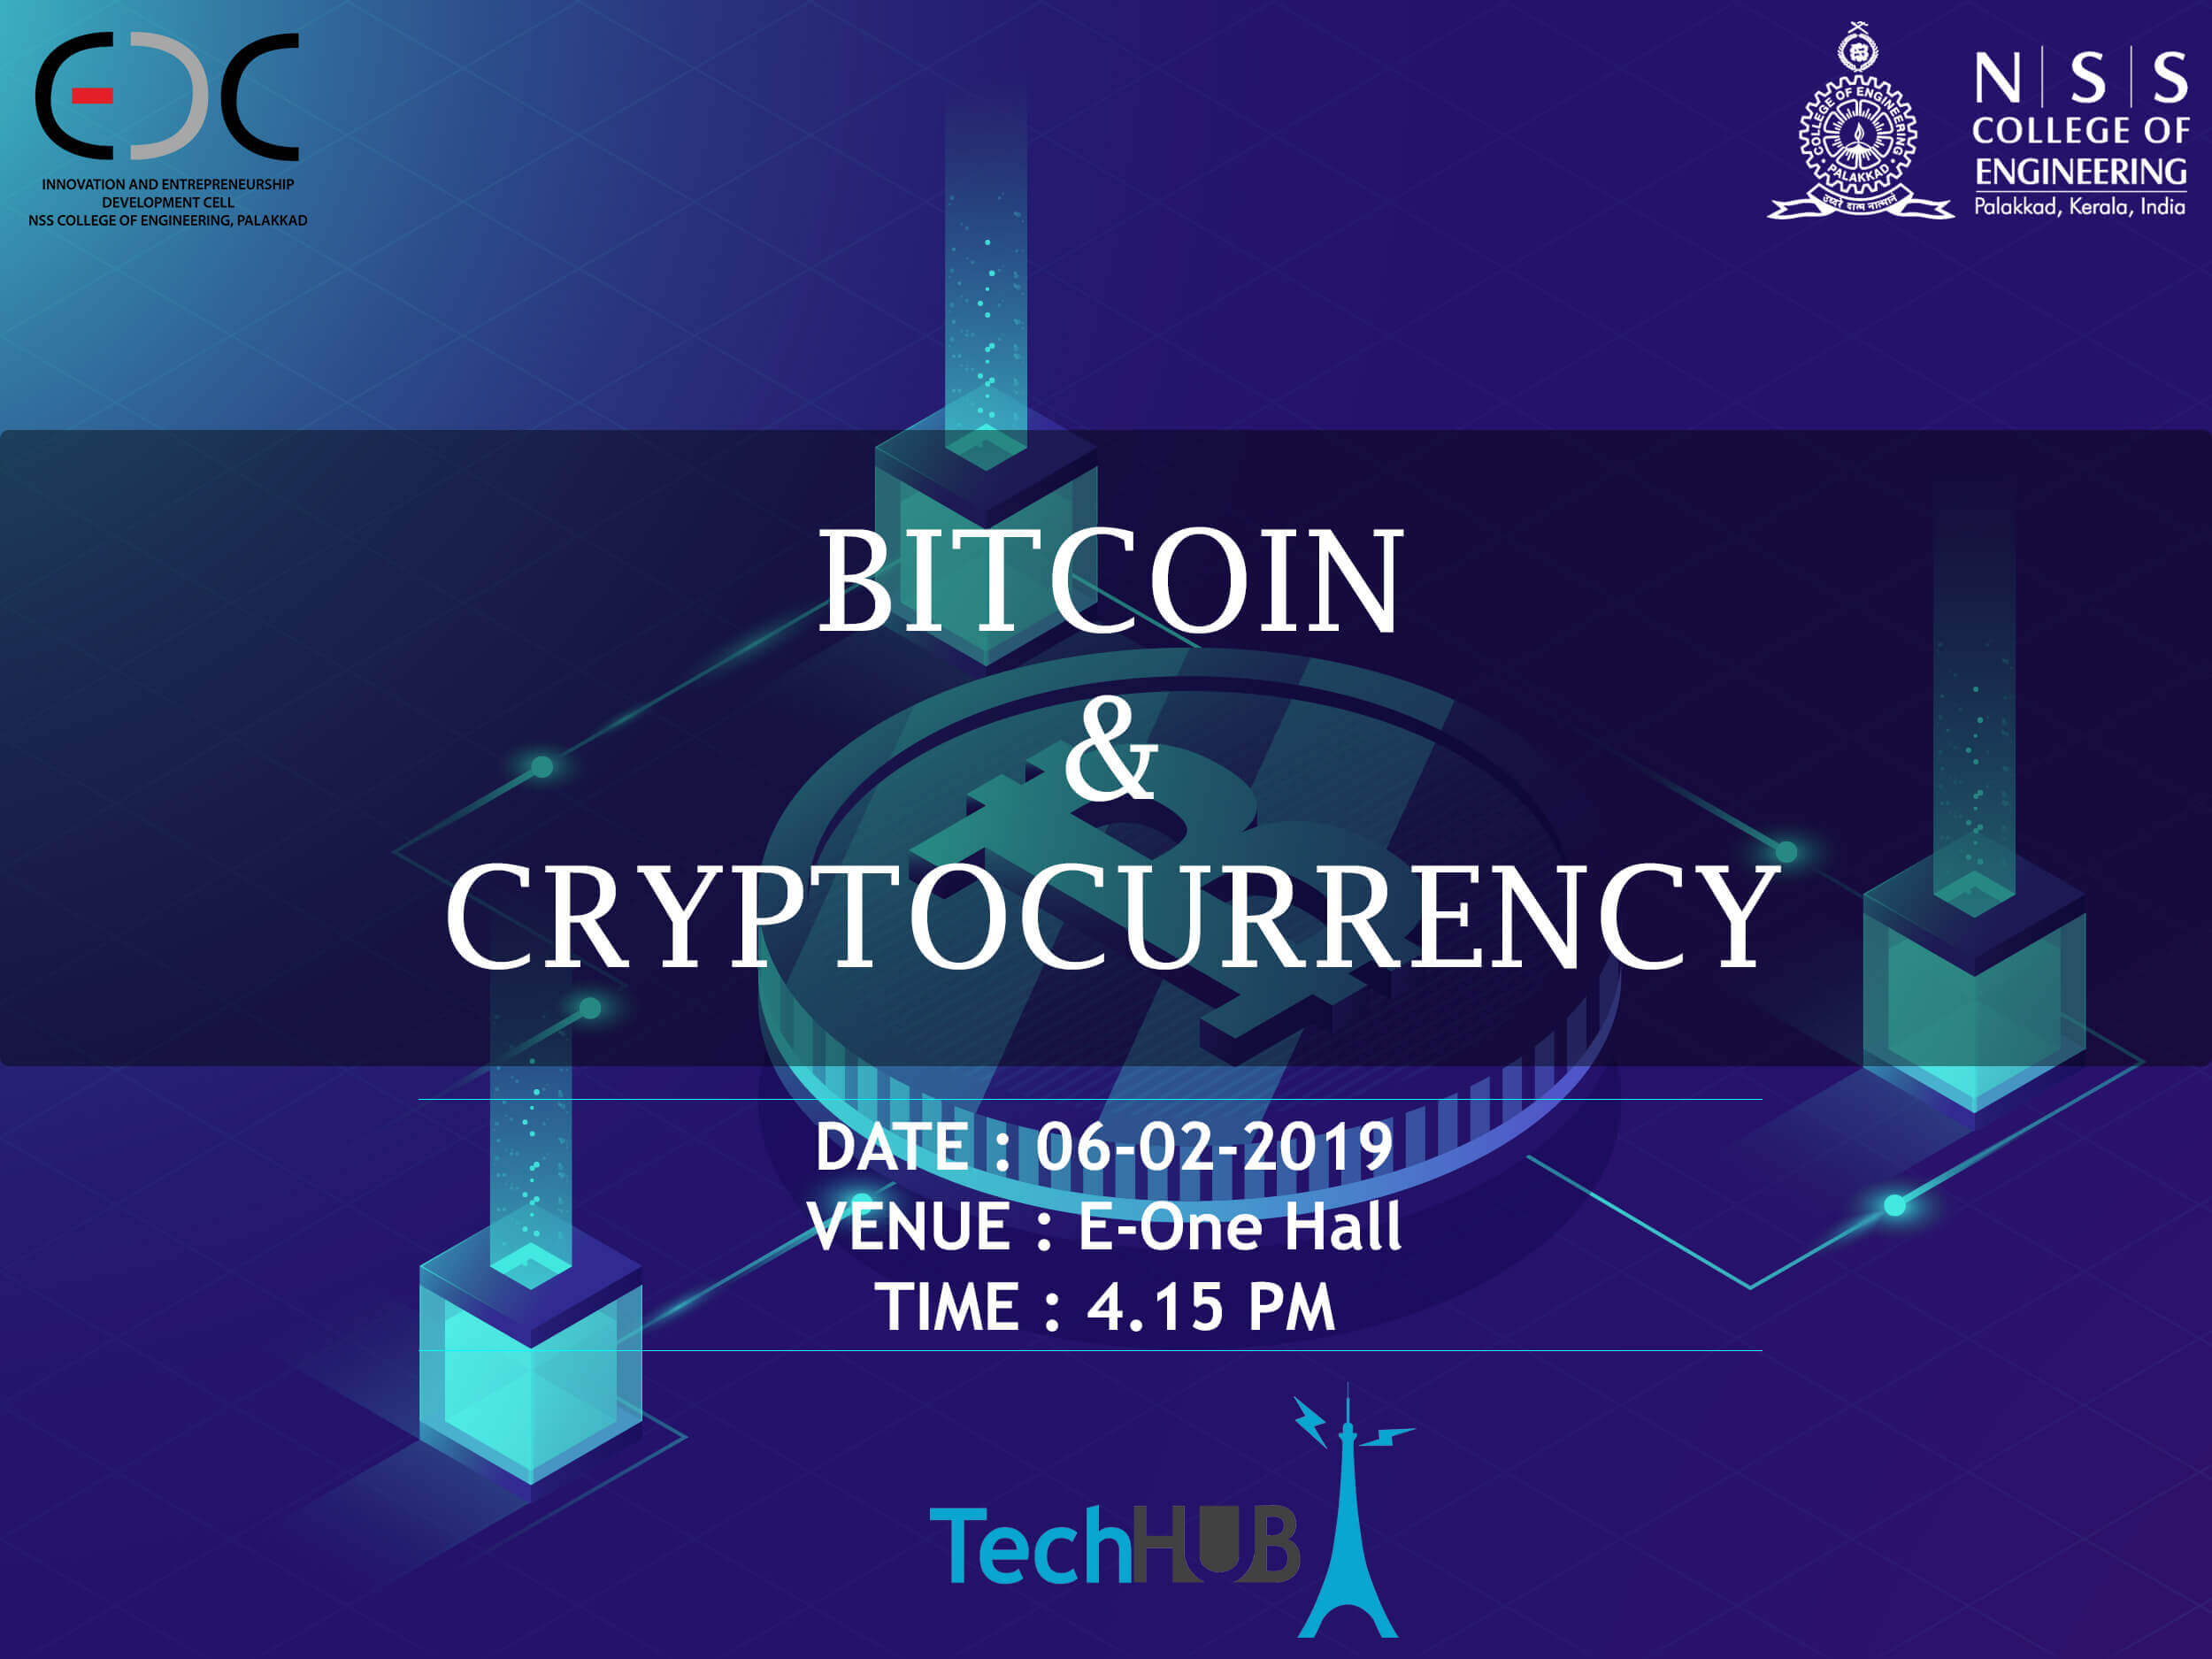 EDC
INNOVATION AND ENTREPRENEURSHIP
DEVELOPMENT CELL
NSS COLLEGE OF ENGINEERING, PALAKKAD
COLLEGE OF ENGINEERING
PALAKKAD
N|S|S
COLLEGE OF
ENGINEERING
Palakkad, Kerala, India
BITCOIN
&
CRYPTOCURRENCY
DATE : 06-02-2019
VENUE : E-One Hall
TIME : 4.15 PM
TechHUB